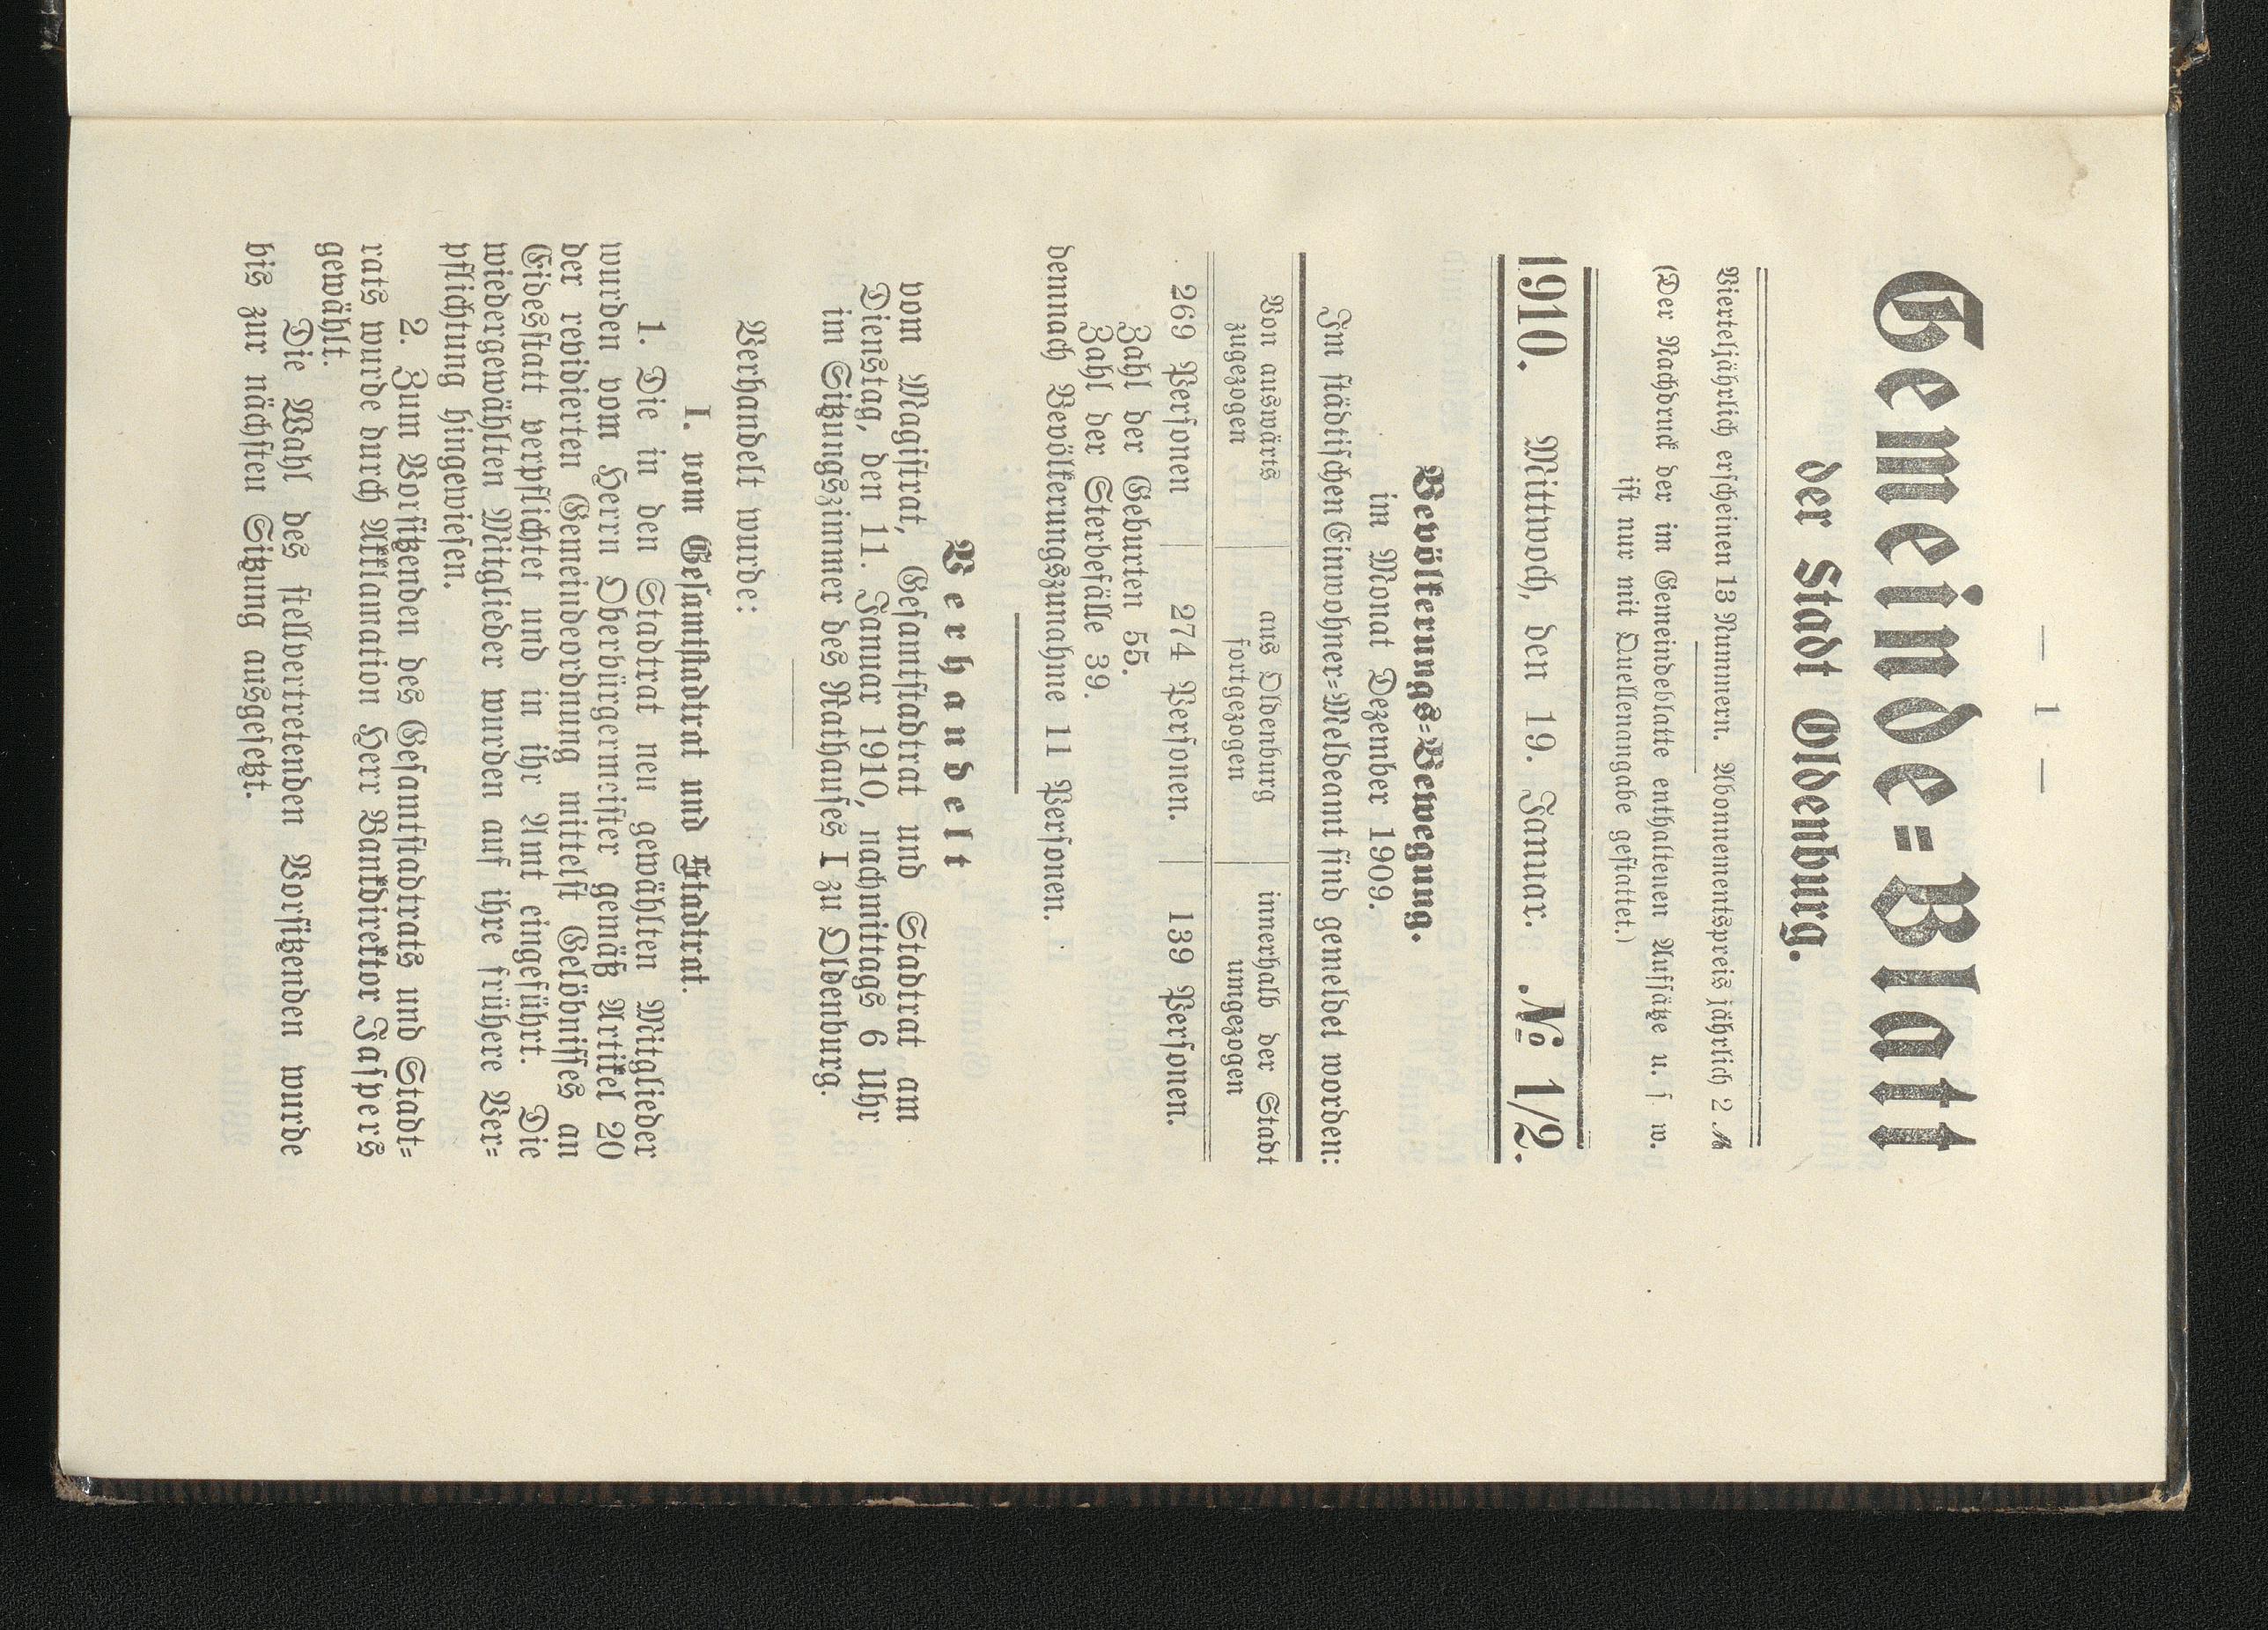 — 1 —
Gemeinde=Blatt
der Stadt Oldenburg.
Vierteljährlich erscheinen 13 Nummern. Abonnementspreis jährlich 2 ℳ
(Der Nachdruck der im Gemeindeblatte enthaltenen Aufsätze u. s w.
ist nur mit Quellenangabe gestattet.)
1910. Mittwoch, den 19. Januar. № 1/2.
Bevölkerungs=Bewegung.
im Monat Dezember 1909.
Im städtischen Einwohner=Meldeamt sind gemeldet worden:
Von auswärts aus Oldenburg innerhalb der Stadt
zugezogen fortgezogen umgezogen
269 Personen 274 Personen. 139 Personen.
Zahl der Geburten 55.
Zahl der Sterbefälle 39.
demnach Bevölkerungszunahme 11 Personen.
Verhandelt
vom Magistrat, Gesamtstadtrat und Stadtrat am
Dienstag, den 11. Januar 1910, nachmittags 6 Uhr
im Sitzungszimmer des Rathauses I zu Oldenburg.
Verhandelt wurde:
I. vom Gesamtstadtrat und Stadtrat.
1. Die in den Stadtrat neu gewählten Mitglieder
wurden vom Herrn Oberbürgermeister gemäß Artikel 20
der revidierten Gemeindeordnung mittelst Gelöbnisses an
Eidesstatt verpflichtet und in ihr Amt eingeführt. Die
wiedergewählten Mitglieder wurden auf ihre frühere Ver=
pflichtung hingewiesen.
2. Zum Vorsitzenden des Gesamtstadtrats und Stadt=
rats wurde durch Akklamation Herr Bankdirektor Jaspers
gewählt.
Die Wahl des stellvertretenden Vorsitzenden wurde
bis zur nächsten Sitzung ausgesetzt.